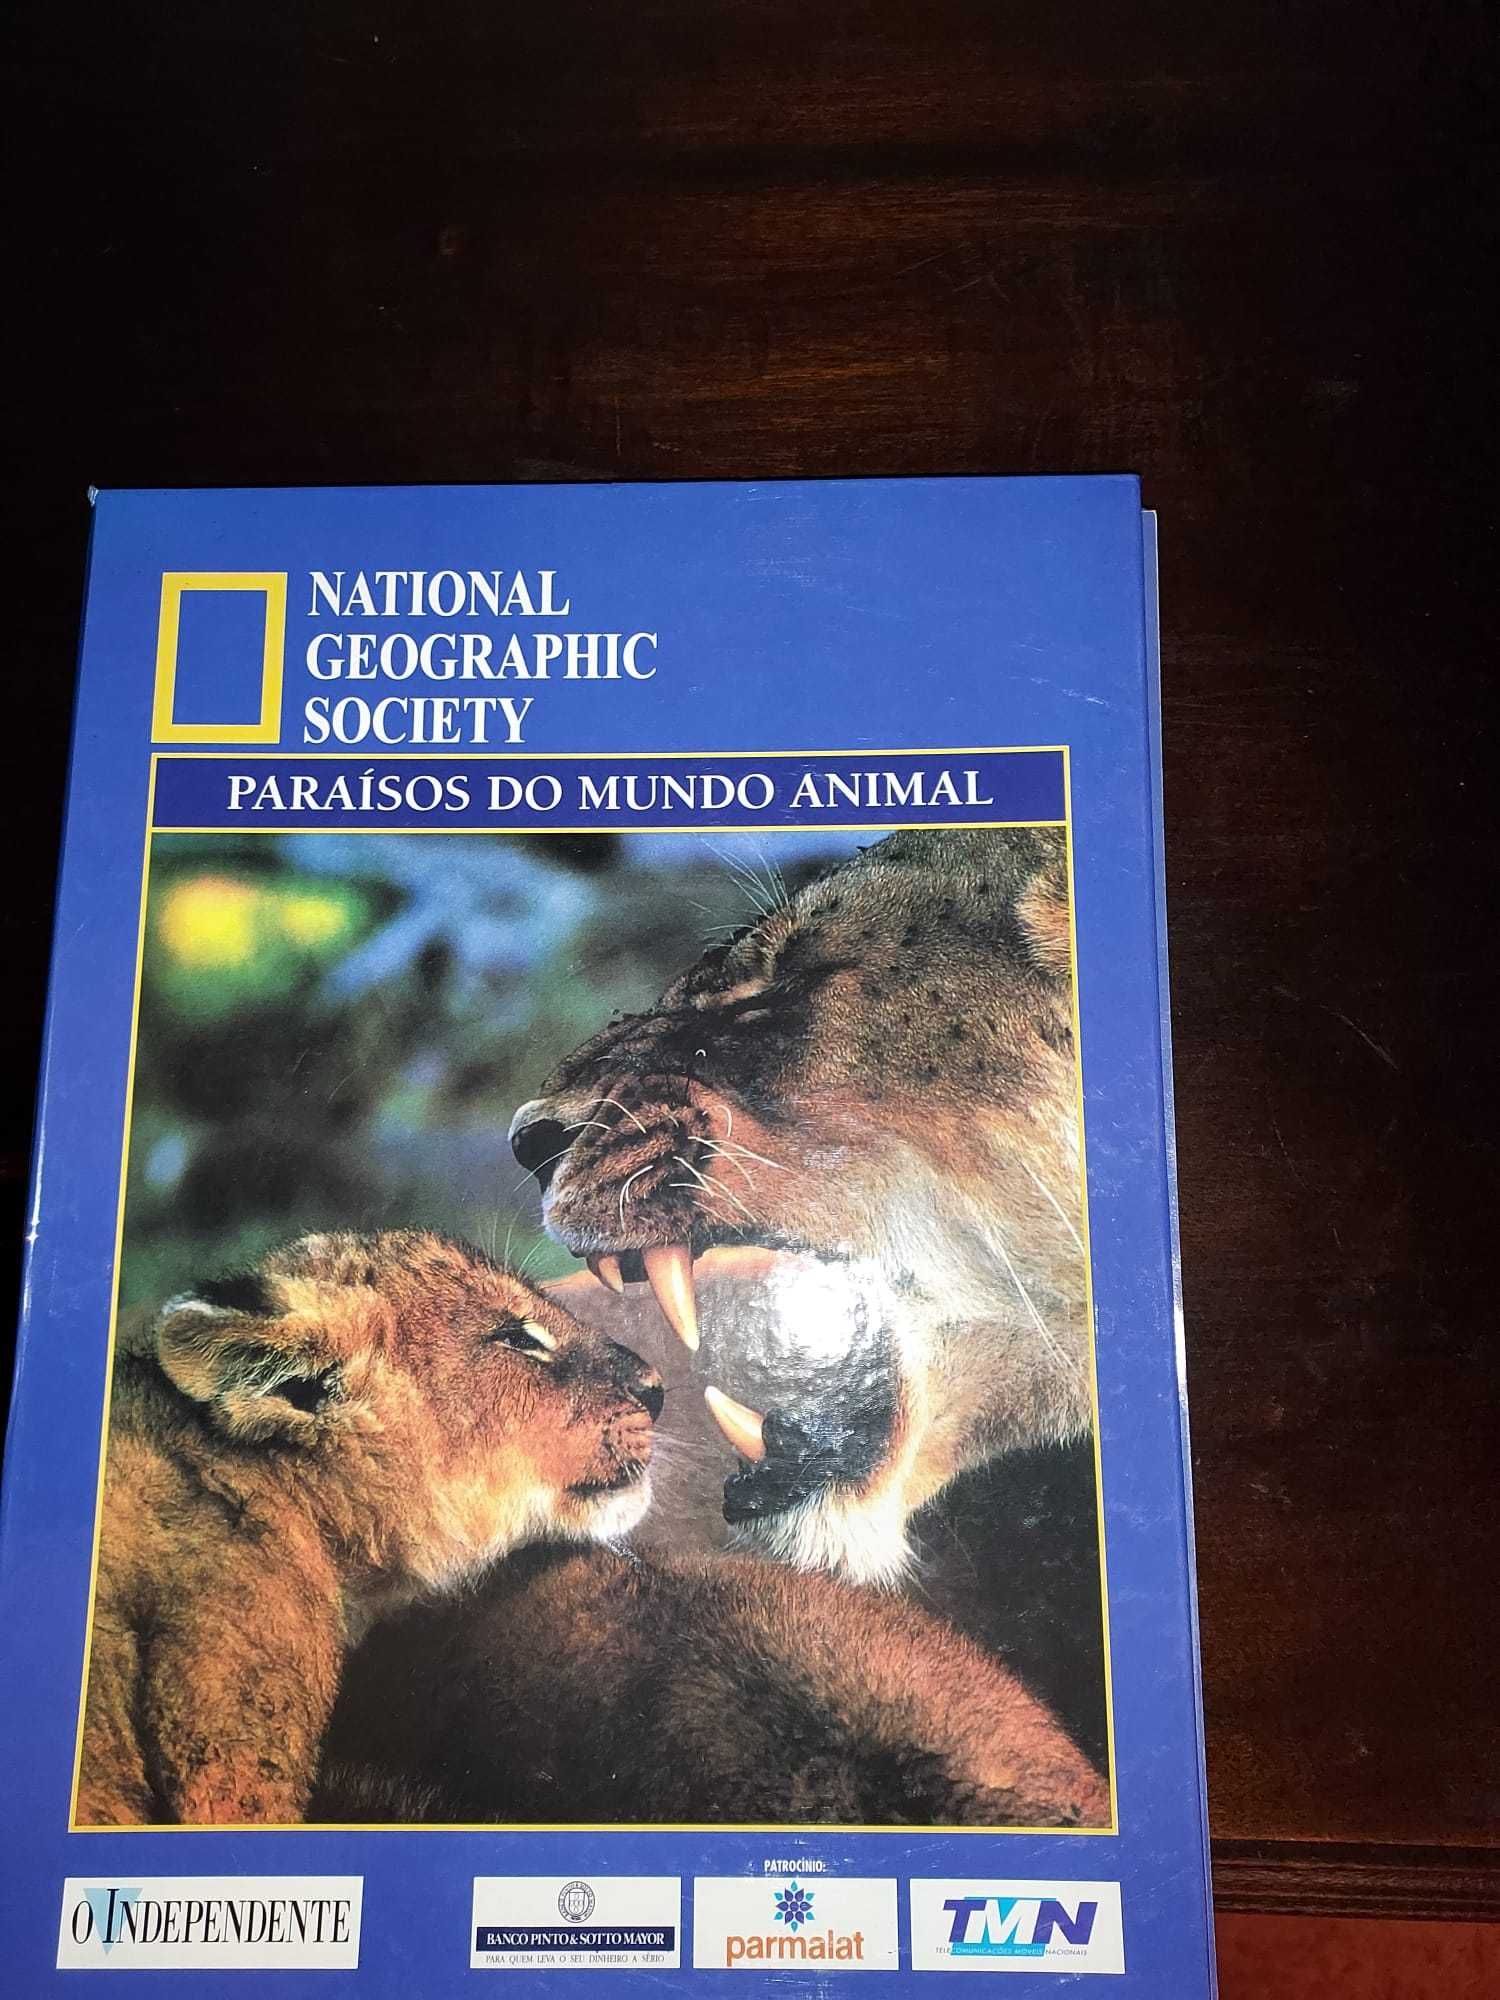 NATIONAL
GEOGRAPHIC
SOCIETY
PARAÍSOS DO MUNDO ANIMAL
PATROCÍNIO:
O INDEPENDENTE
BANCO PINTO & SOTTO MAYOR
PARA QUEM LEVA O SEU DINHEIRO A SÉRIO
parmalat
TMN
TELECOMUNICAÇÕES MÓVEIS NACIONAIS